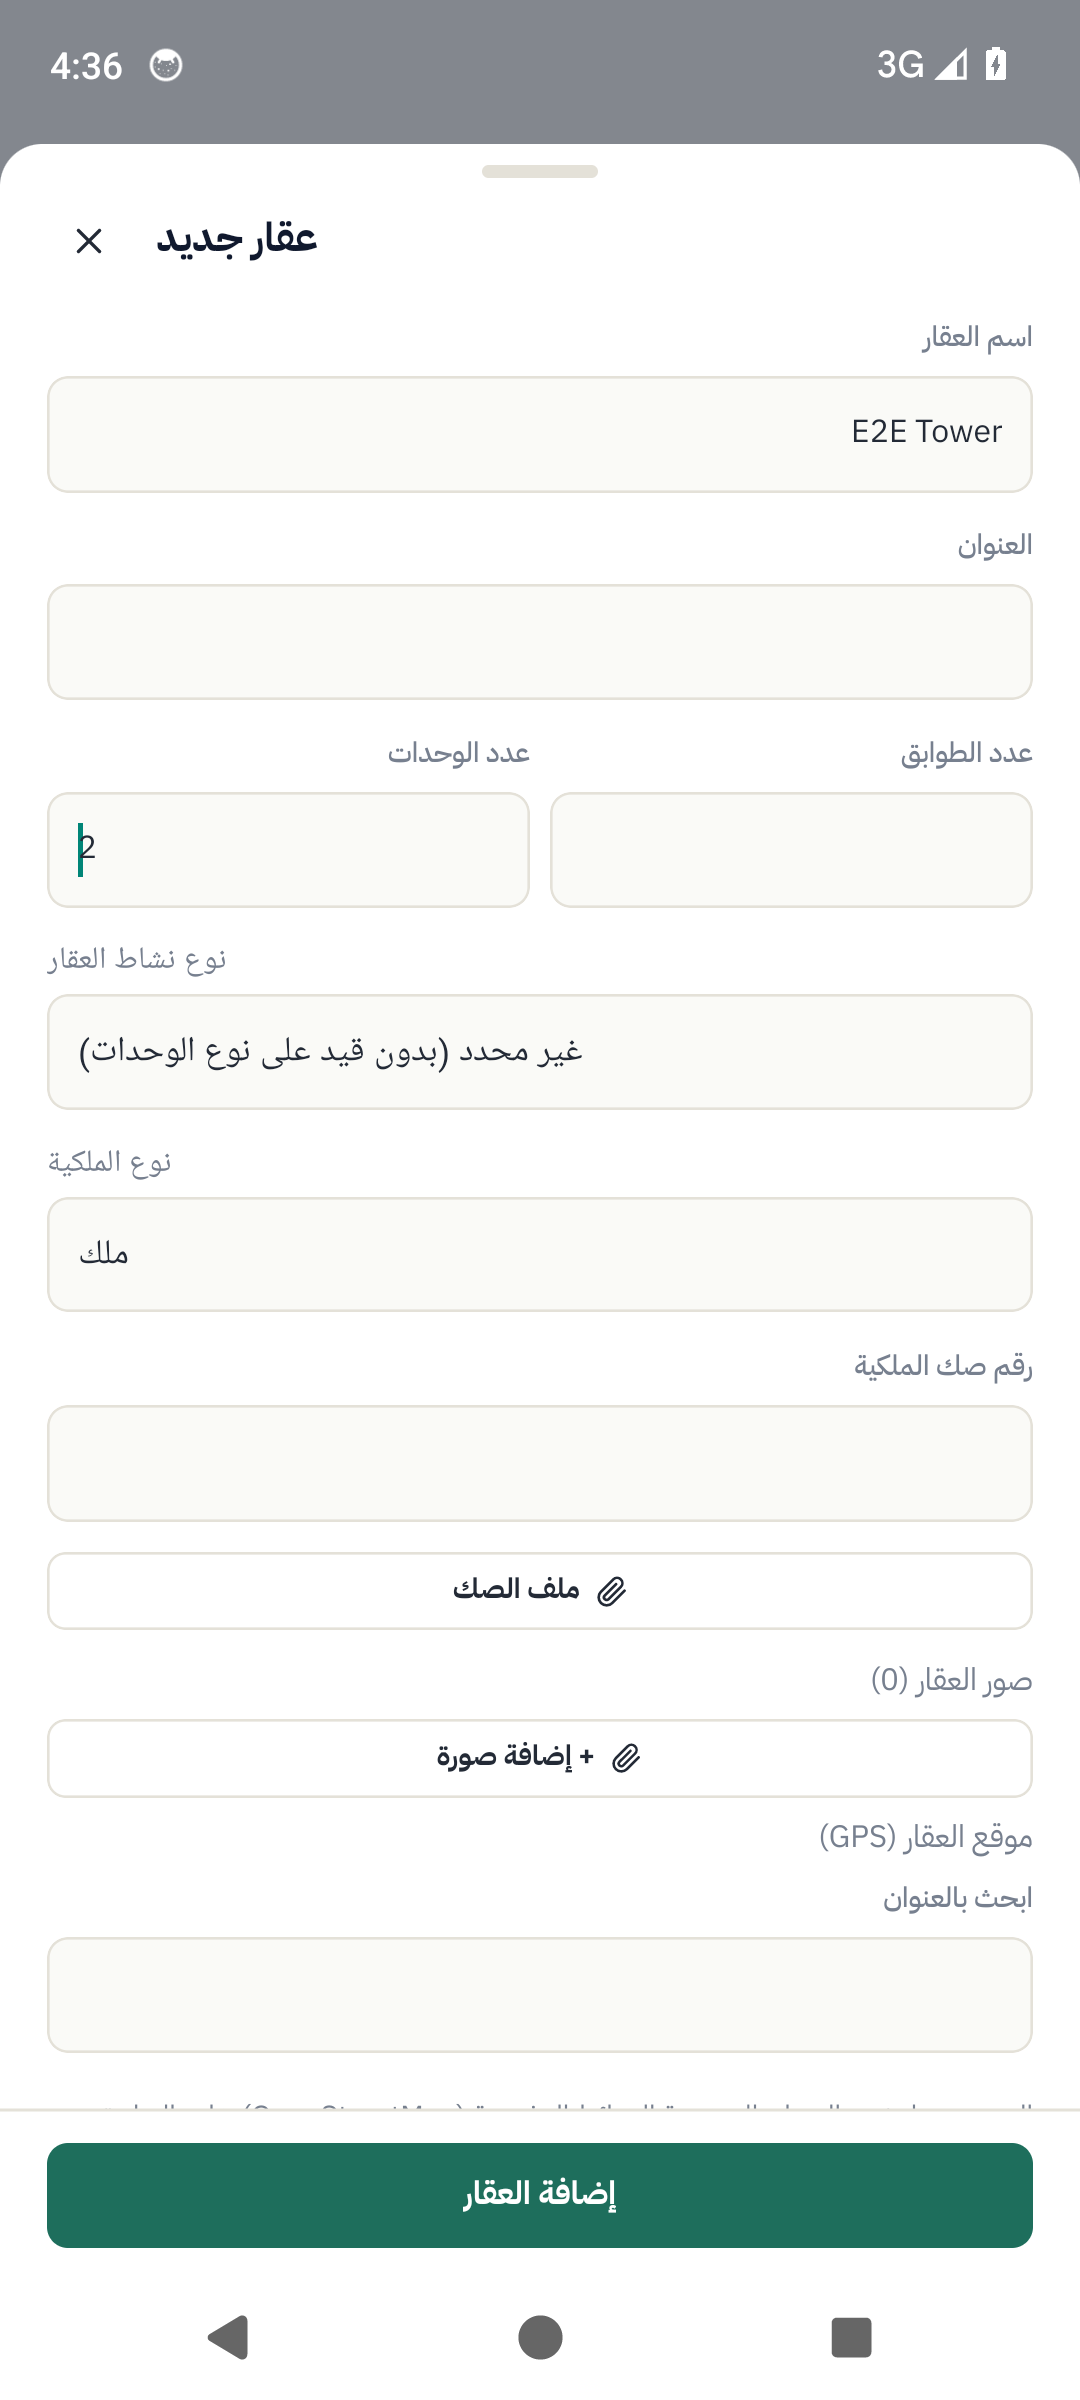 4:36
3G
عقار جديد
اسم العقار
E2E Tower
العنوان
عدد الطوابق
عدد الوحدات
2
نوع نشاط العقار
غير محدد (بدون قيد على نوع الوحدات)
نوع الملكية
ملك
رقم صك الملكية
ملف الصك
صور العقار (0)
+ إضافة صورة
موقع العقار (GPS)
ابحث بالعنوان
إضافة العقار